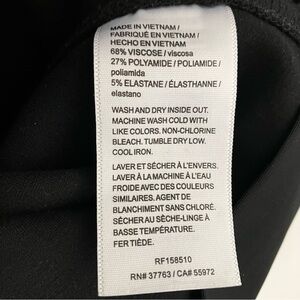 MADE IN VIETNAM /
FABRIQUÉ EN VIETNAM /
HECHO EN VIETNAM
68% VISCOSE / viscosa
27% POLYAMIDE / POLIAMIDE /
poliamida
5% ELASTANE / ÉLASTHANNE /
elastano
WASH AND DRY INSIDE OUT.
MACHINE WASH COLD WITH
LIKE COLORS. NON-CHLORINE
BLEACH. TUMBLE DRY LOW.
COOL IRON.
LAVER ET SÉCHER À L'ENVERS.
LAVER À LA MACHINE À L'EAU
FROIDE AVEC DES COULEURS
SIMILAIRES. AGENT DE
BLANCHIMENT SANS CHLORÉ.
SÉCHER AU SÈCHE-LINGE À
BASSE TEMPÉRATURE.
FER TIÈDE.
RF158510
RN# 37763 / CA# 55972